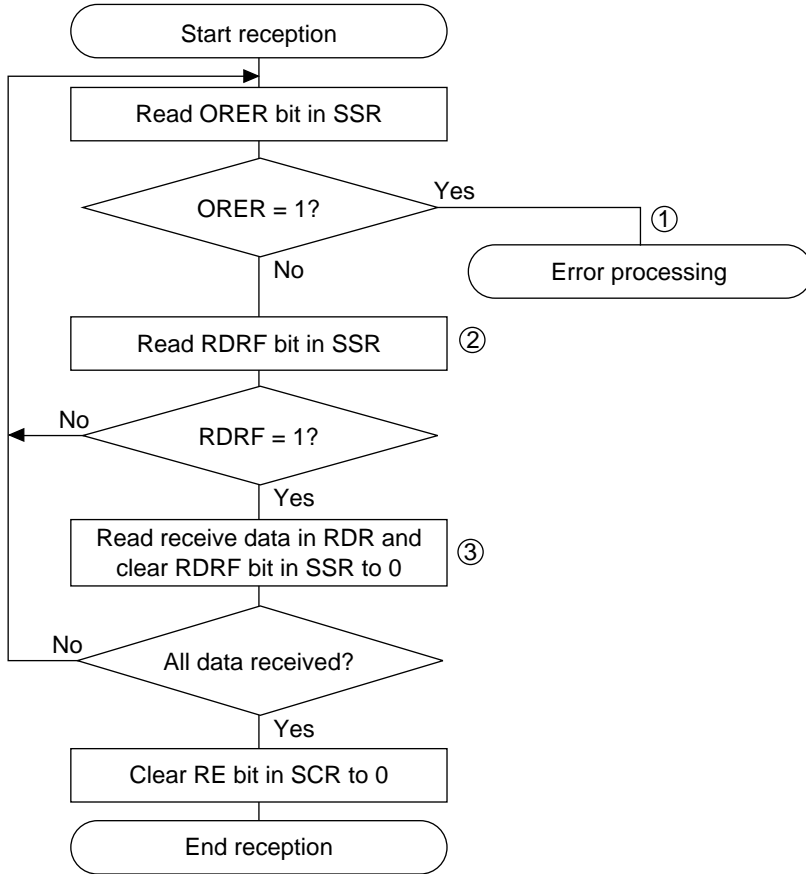 Start reception
Read ORER bit in SSR
ORER = 1?
Yes
①
Error processing
No
Read RDRF bit in SSR
②
No
RDRF = 1?
Yes
Read receive data in RDR and
clear RDRF bit in SSR to 0
③
No
All data received?
Yes
Clear RE bit in SCR to 0
End reception